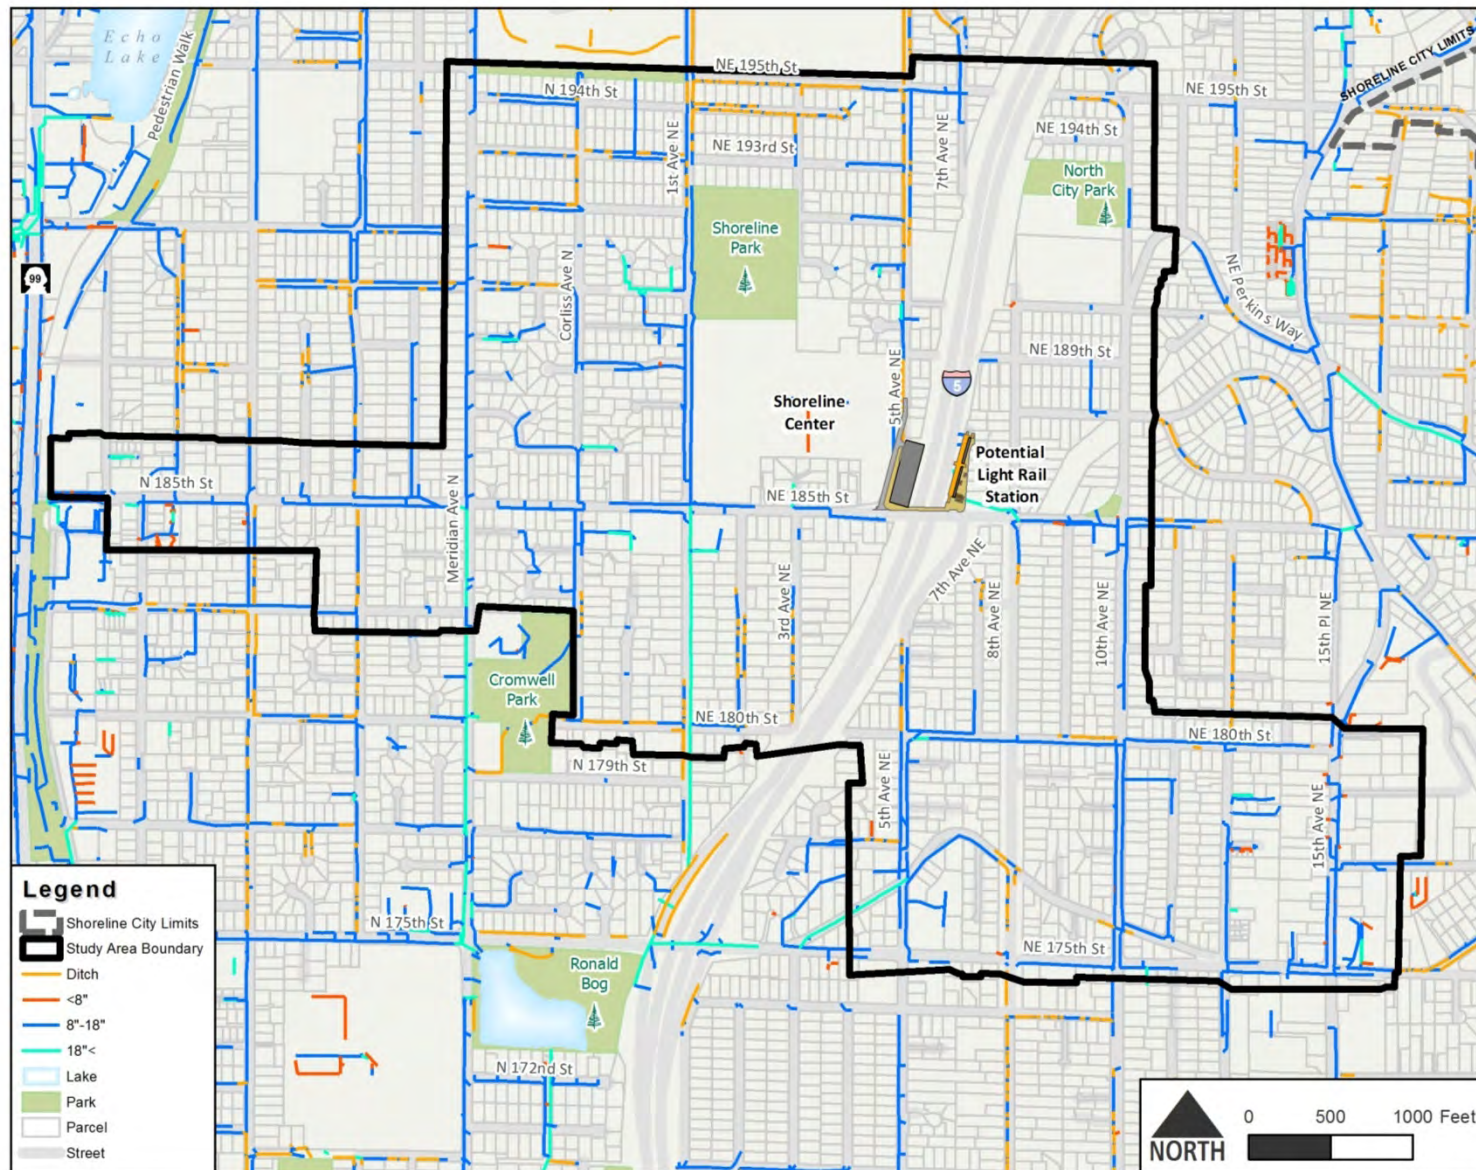 Echo
Lake
Pedestrian Walk
NE 195th St
N 194th St
NE 195th St
SHORELINE CITY LIMITS
1st Ave NE
NE 193rd St
7th Ave NE
NE 194th St
North
City Park
Shoreline
Park
99
Corliss Ave N
NE Perkins Way
NE 189th St
5th Ave NE
5
Shoreline
Center
Potential
Light Rail
Station
N 185th St
Meridian Ave N
NE 185th St
3rd Ave NE
7th Ave NE
8th Ave NE
10th Ave NE
15th Pl NE
Cromwell
Park
NE 180th St
NE 180th St
N 179th St
5th Ave NE
15th Ave NE
N 175th St
NE 175th St
Ronald
Bog
N 172nd St
Legend
Shoreline City Limits
Study Area Boundary
Ditch
<8"
8"-18"
18"<
Lake
Park
Parcel
Street
NORTH
0 500 1000 Feet